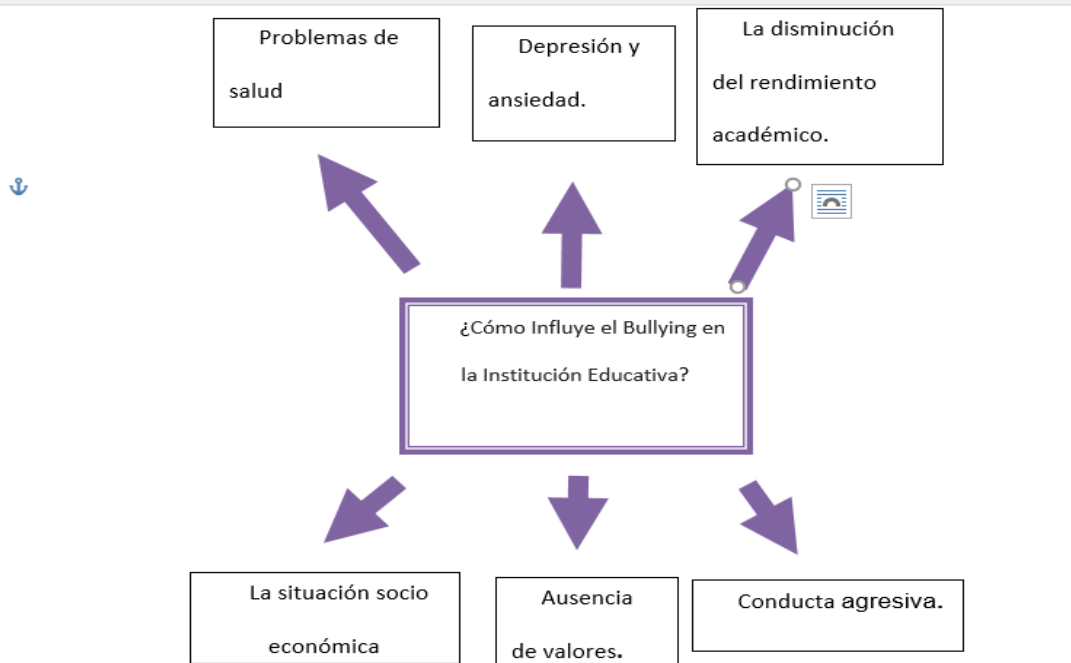 Problemas de
salud
Depresión y
ansiedad.
La disminución
del rendimiento
académico.
¿Cómo Influye el Bullying en
la Institución Educativa?
La situación socio
económica
Ausencia
de valores.
Conducta agresiva.